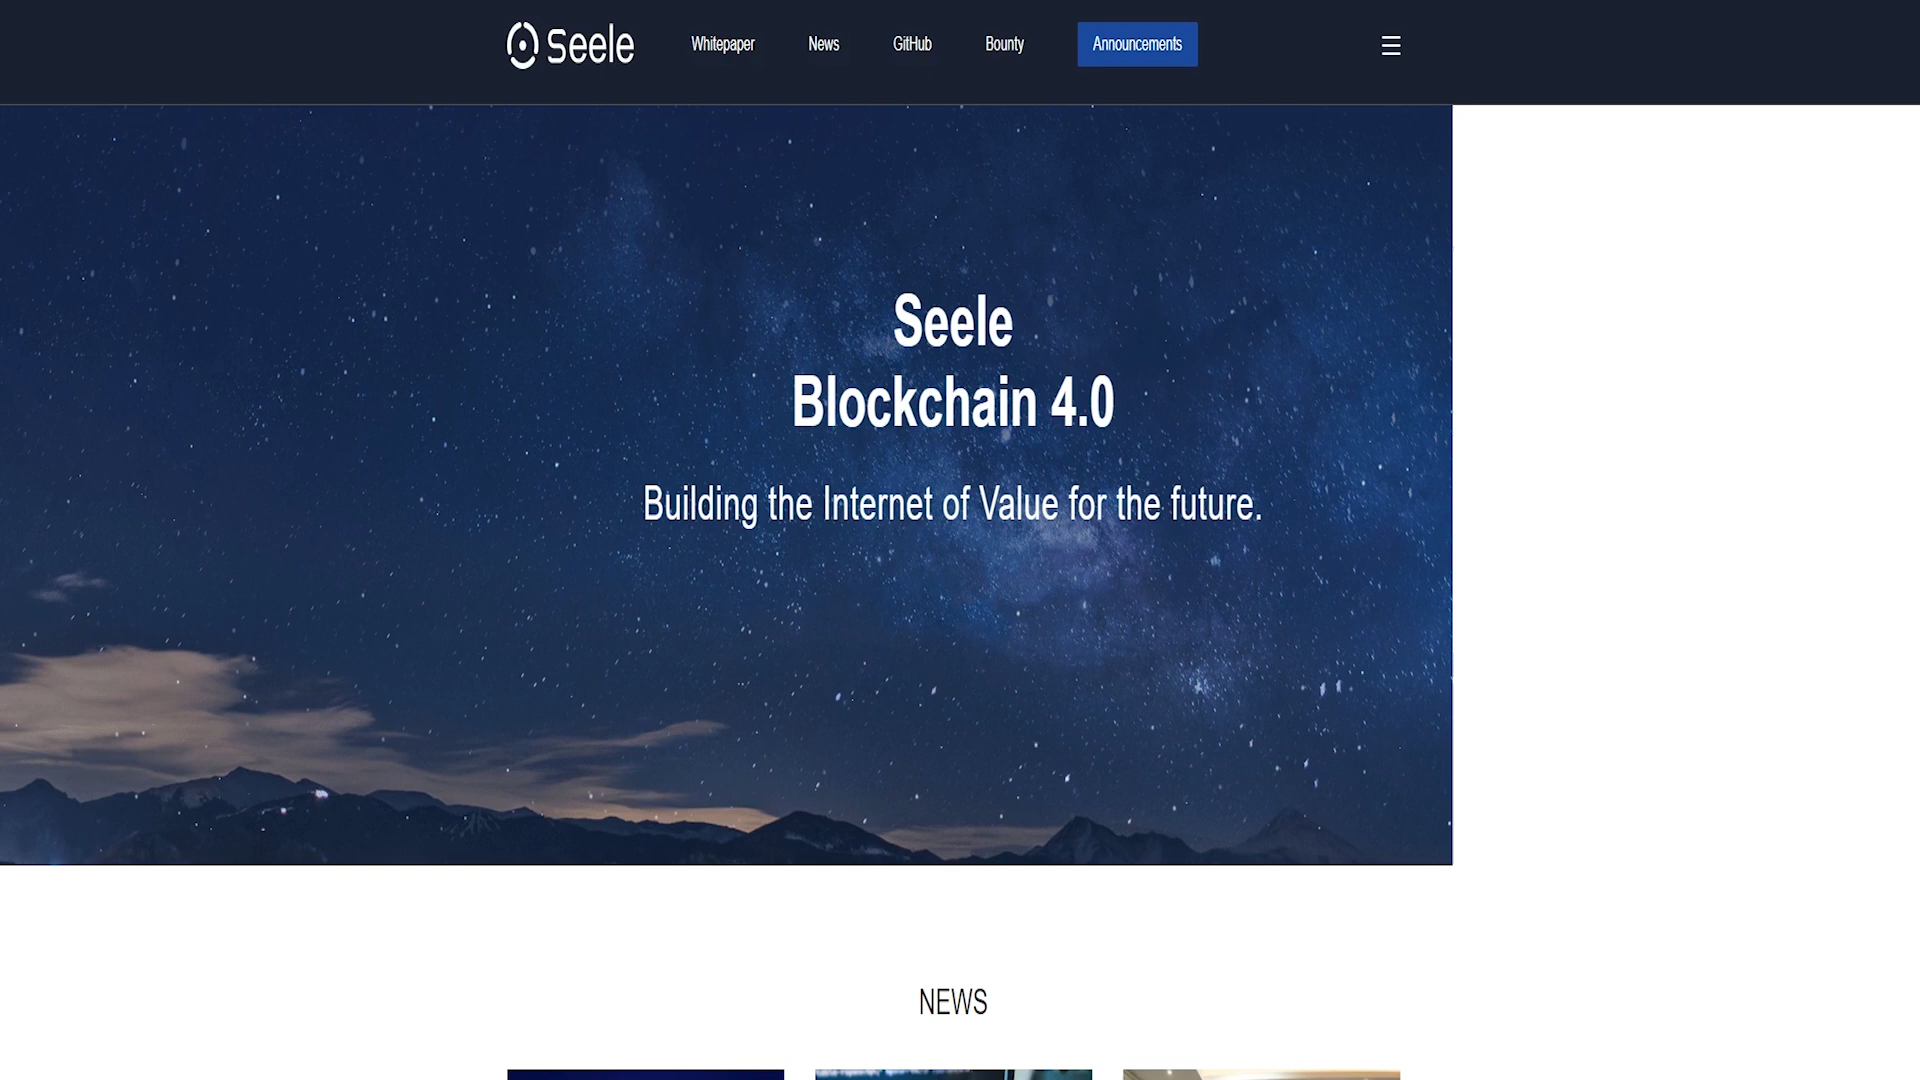 Seele
Whitepaper
News
GitHub
Bounty
Announcements
Seele
Blockchain 4.0
Building the Internet of Value for the future.
NEWS